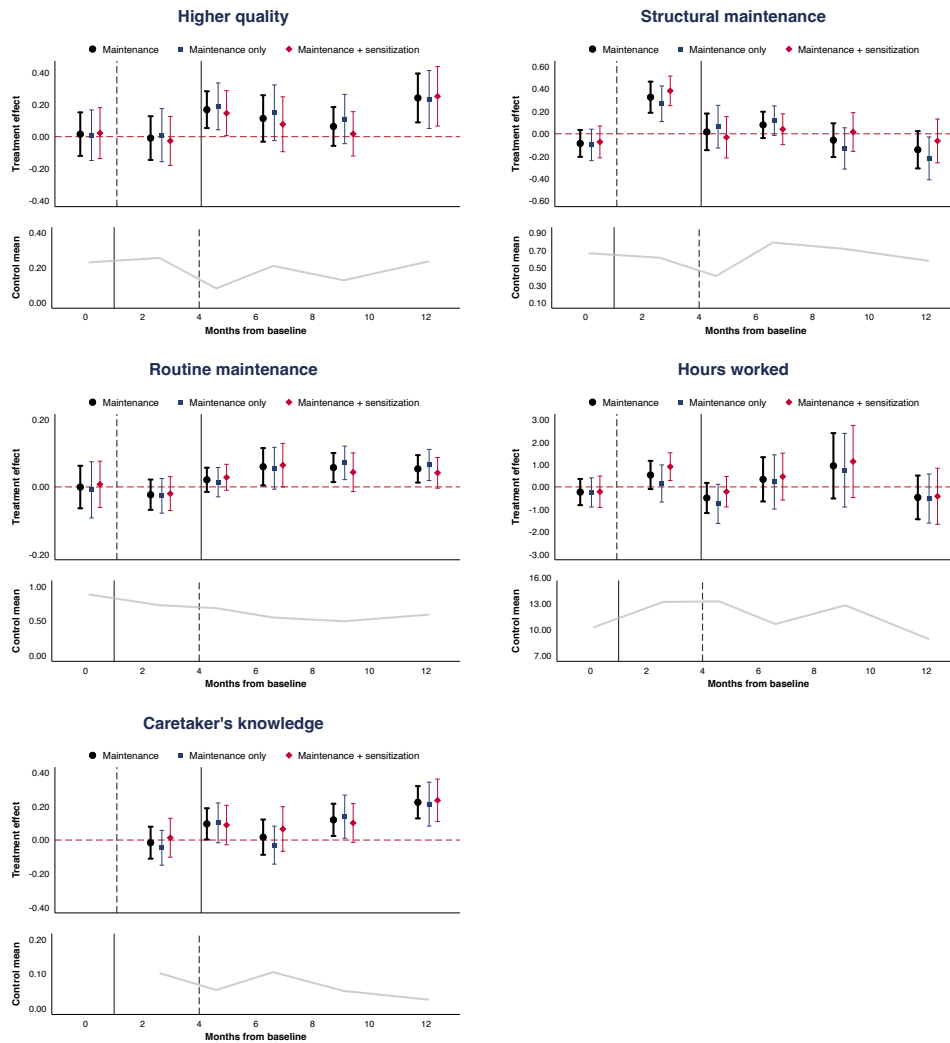 Higher quality
Maintenance Maintenance only Maintenance + sensitization
Treatment effect
0.40
0.20
0.00
-0.20
-0.40
Control mean
0.40
0.20
0.00
0 2 4 6 8 10 12
Months from baseline
Structural maintenance
Maintenance Maintenance only Maintenance + sensitization
Treatment effect
0.60
0.40
0.20
0.00
-0.20
-0.40
-0.60
Control mean
0.90
0.70
0.50
0.30
0.10
0 2 4 6 8 10 12
Months from baseline
Routine maintenance
Maintenance Maintenance only Maintenance + sensitization
Treatment effect
0.20
0.00
-0.20
Control mean
1.00
0.50
0.00
0 2 4 6 8 10 12
Months from baseline
Hours worked
Maintenance Maintenance only Maintenance + sensitization
Treatment effect
3.00
2.00
1.00
0.00
-1.00
-2.00
-3.00
Control mean
16.00
13.00
10.00
7.00
0 2 4 6 8 10 12
Months from baseline
Caretaker's knowledge
Maintenance Maintenance only Maintenance + sensitization
Treatment effect
0.40
0.20
0.00
-0.20
-0.40
Control mean
0.20
0.10
0.00
0 2 4 6 8 10 12
Months from baseline